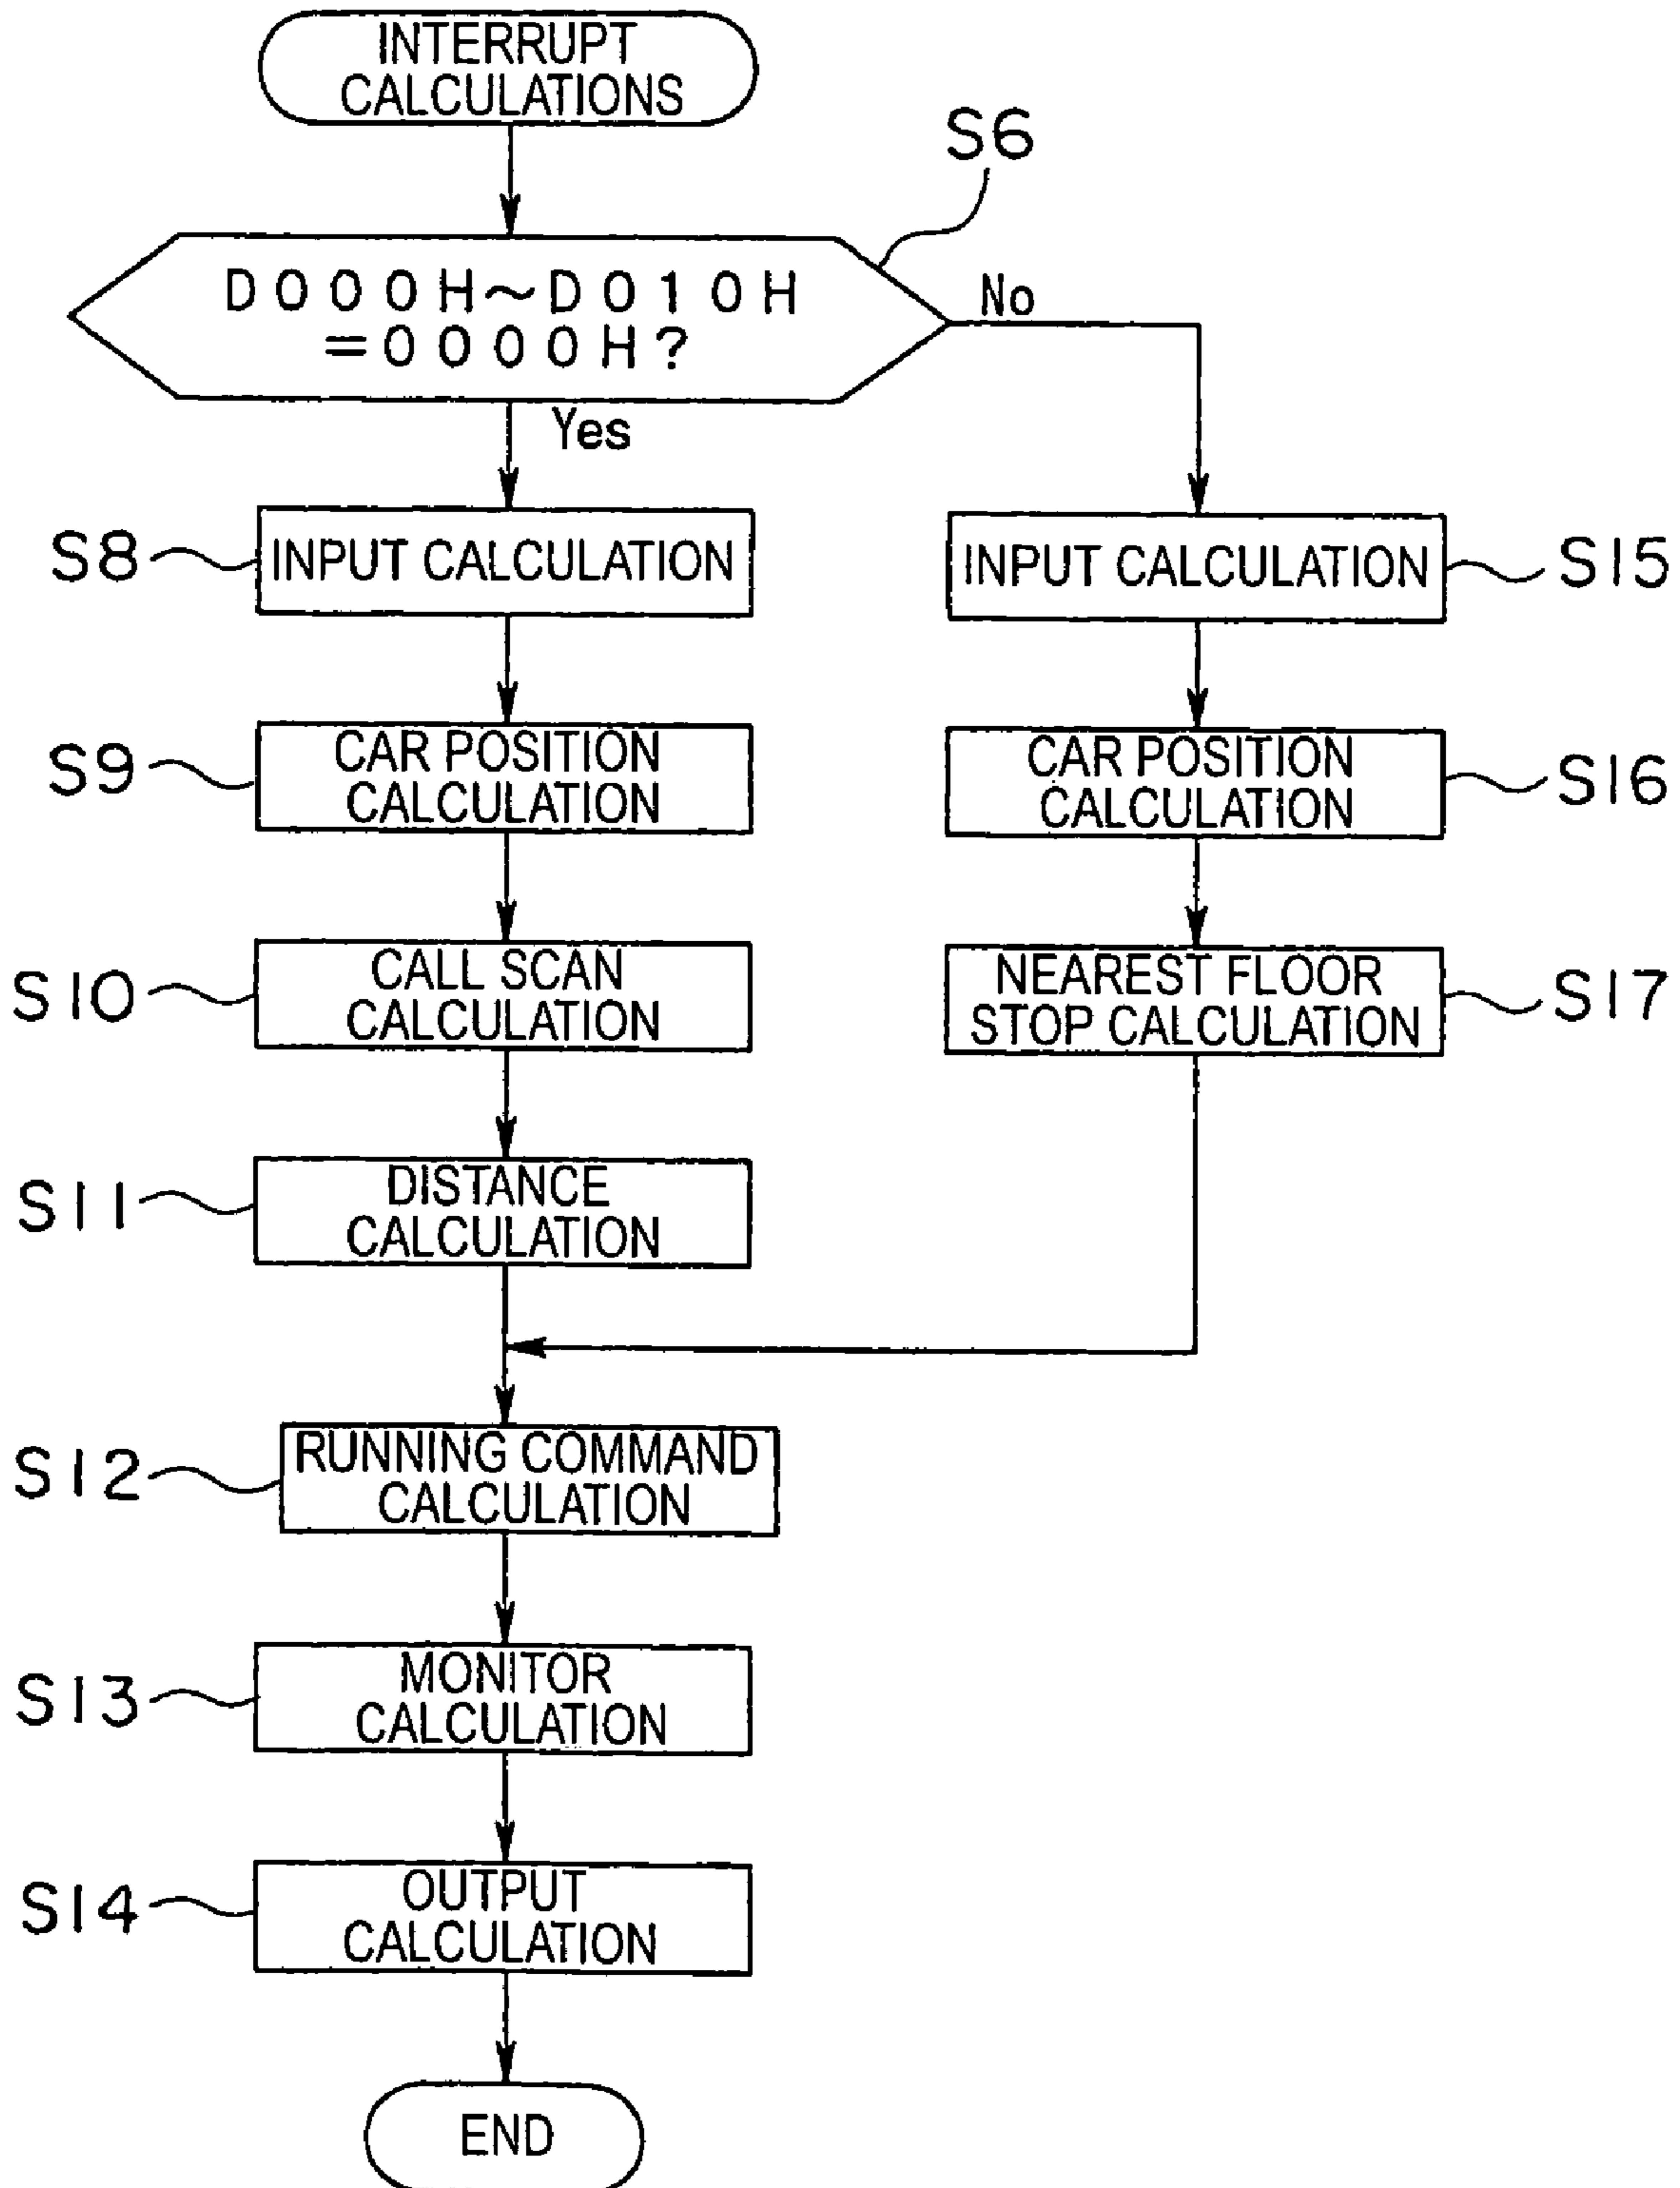 INTERRUPT
CALCULATIONS
S6
D000H~D010H
=0000H?
No
Yes
S8
INPUT CALCULATION
INPUT CALCULATION
S15
S9
CAR POSITION
CALCULATION
CAR POSITION
CALCULATION
S16
S10
CALL SCAN
CALCULATION
NEAREST FLOOR
STOP CALCULATION
S17
S11
DISTANCE
CALCULATION
S12
RUNNING COMMAND
CALCULATION
S13
MONITOR
CALCULATION
S14
OUTPUT
CALCULATION
END